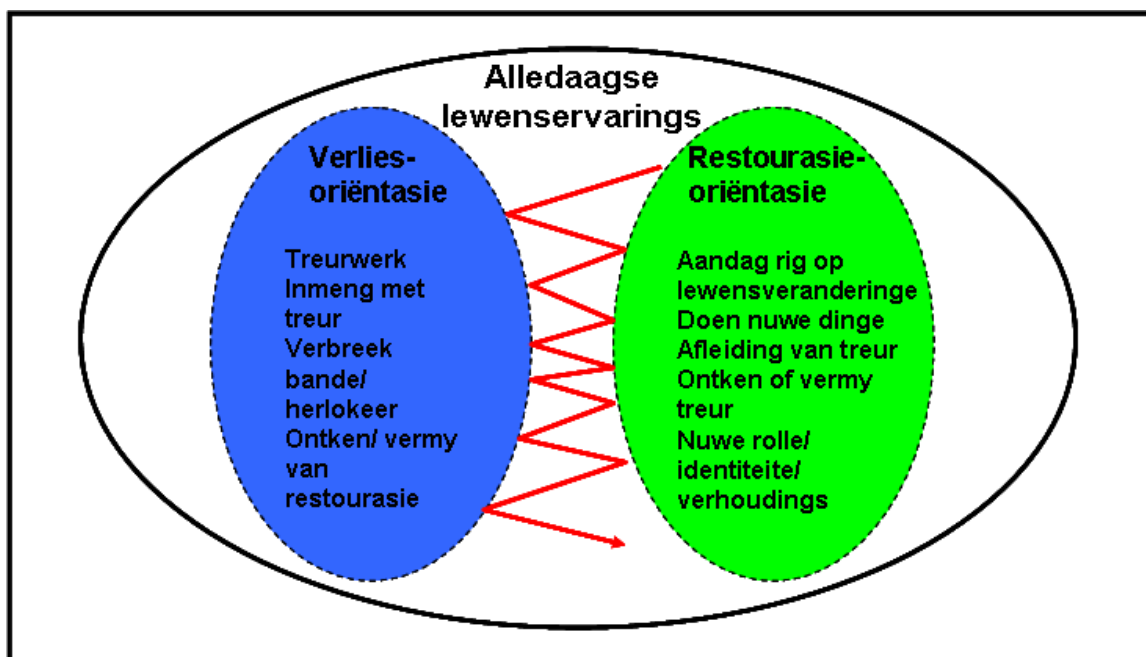 Alledaagse
lewenservarings
Verlies-
oriëntasie
Treurwerk
Inmeng met
treur
Verbreek
bande/
herlokeer
Ontken/ vermy
van
restourasie
Restourasie-
oriëntasie
Aandag rig op
lewensveranderinge
Doen nuwe dinge
Afleiding van treur
Ontken of vermy
treur
Nuwe rolle/
identiteite/
verhoudings